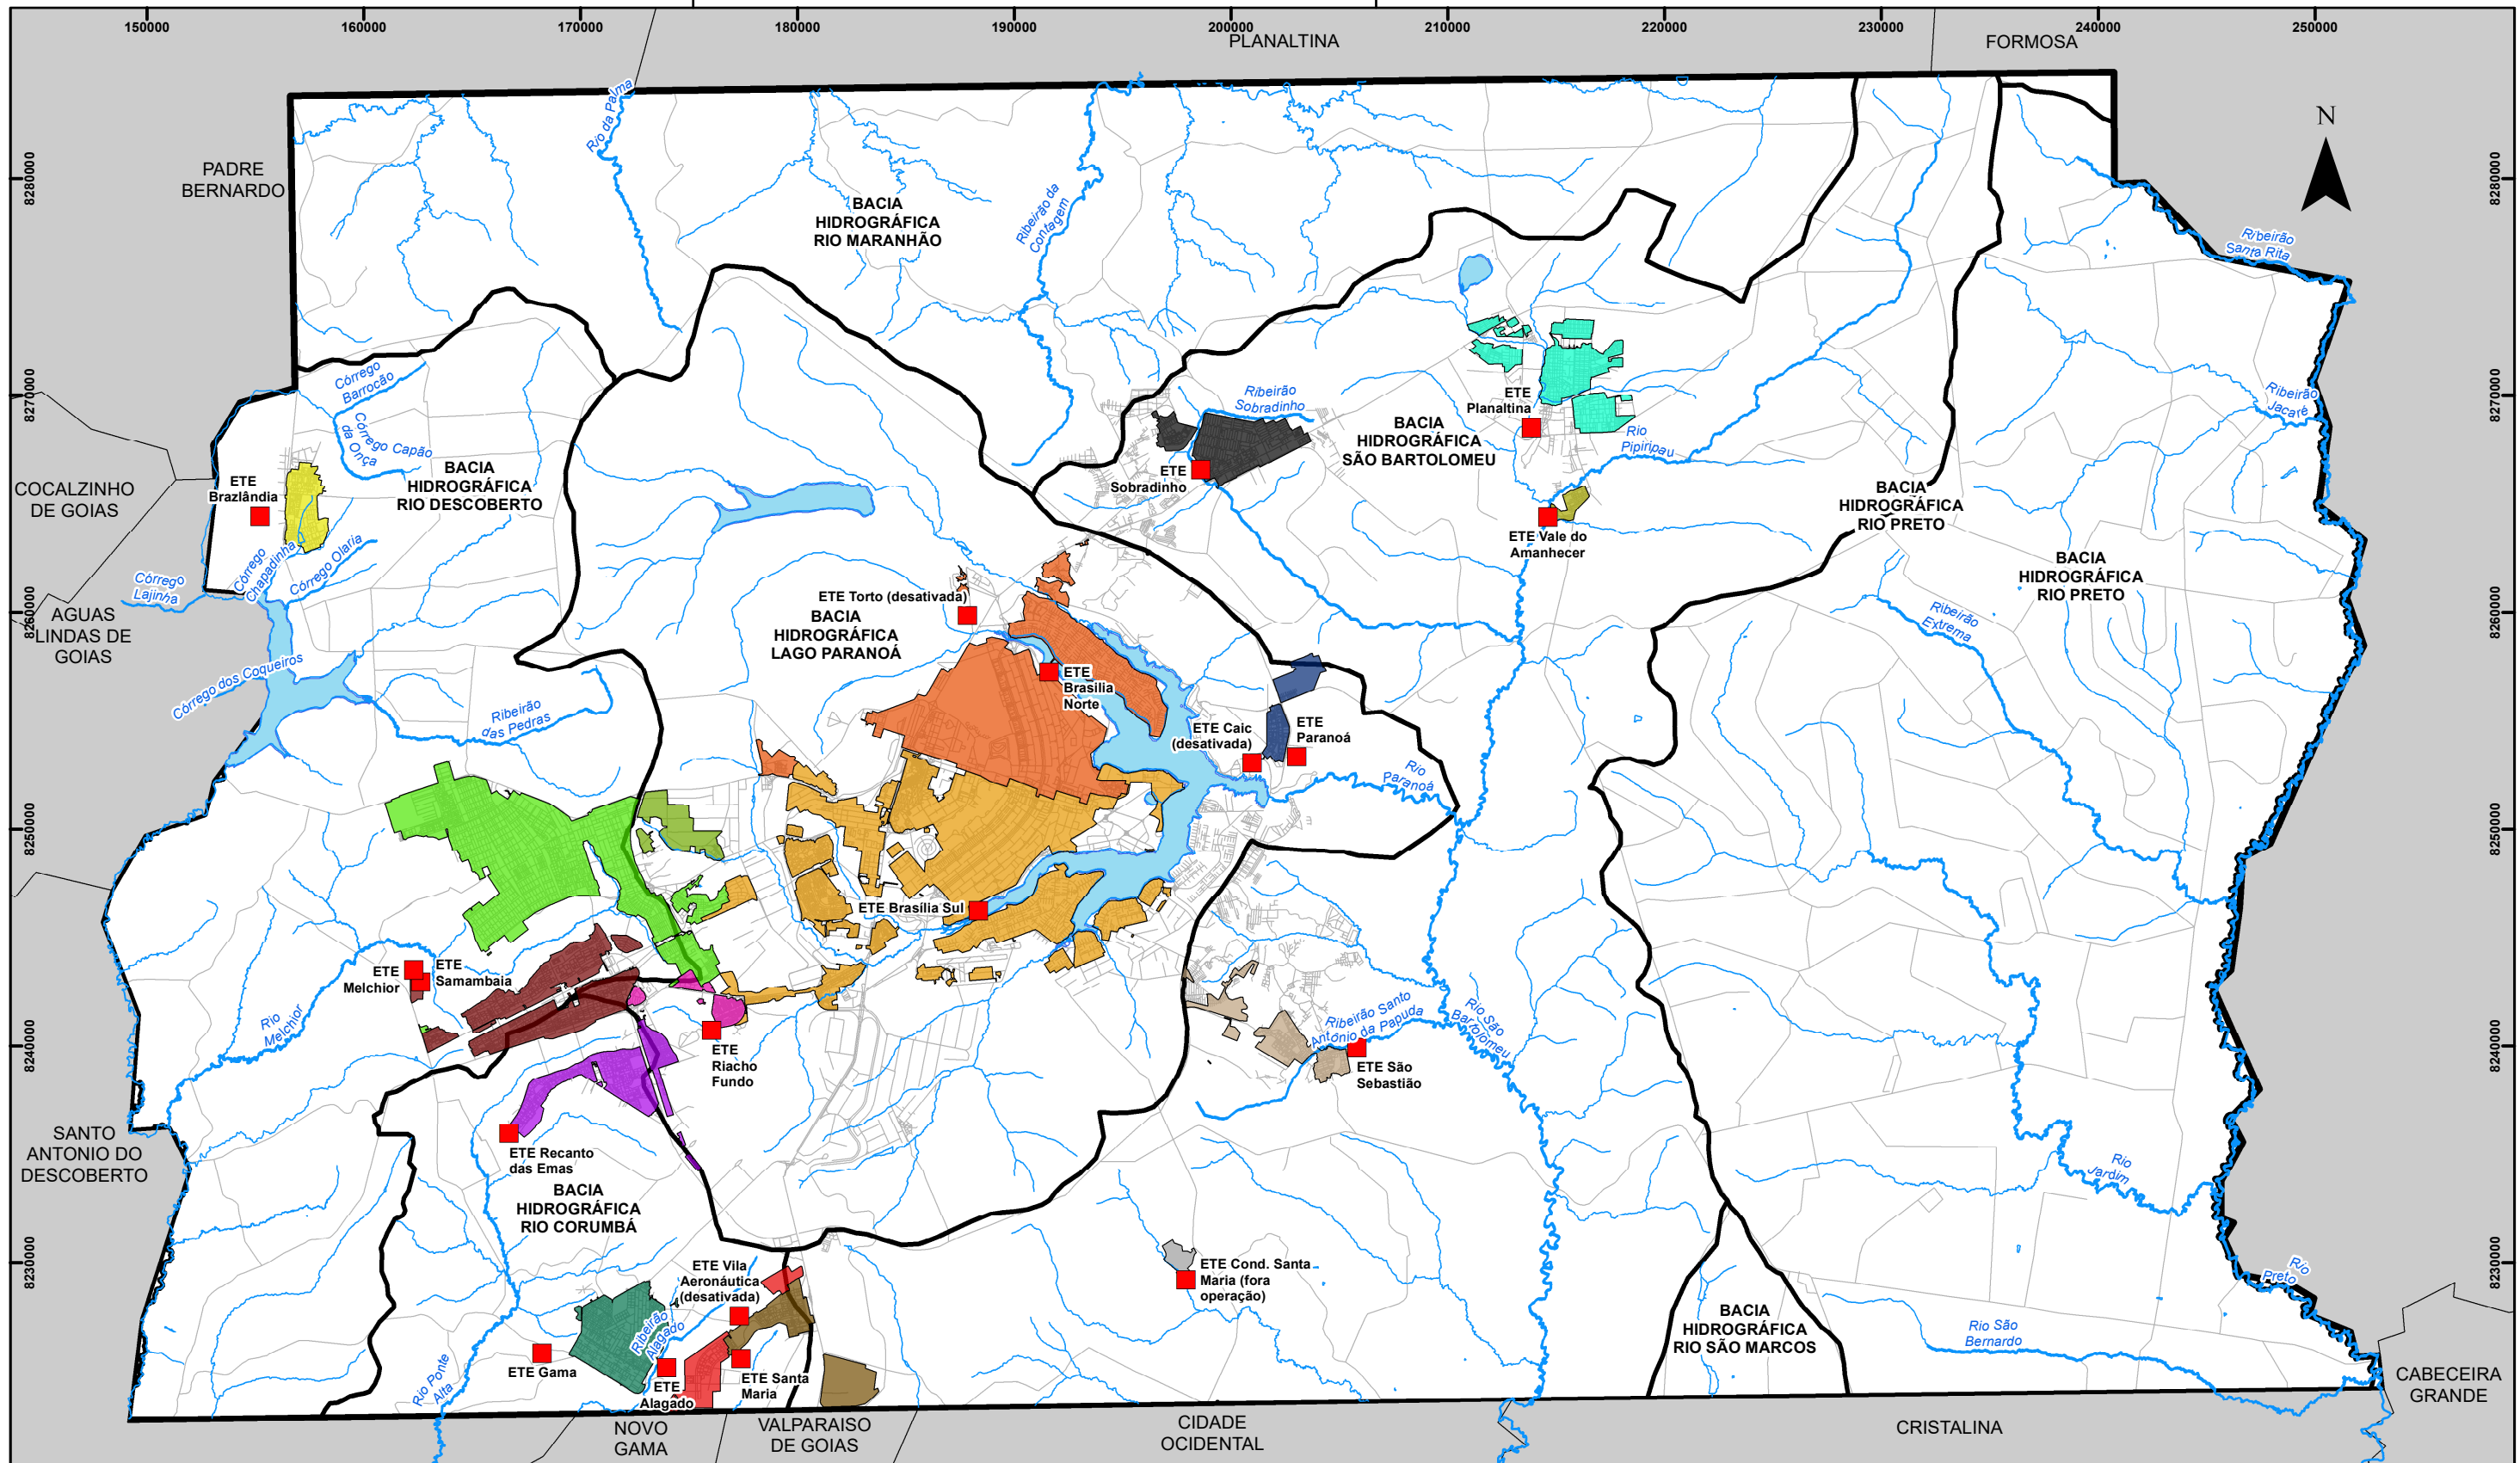 150000
160000
170000
180000
190000
200000
210000
220000
230000
240000
250000
PLANALTINA
FORMOSA
N
8280000
8280000
PADRE
BERNARDO
Rio da Palma
BACIA
HIDROGRÁFICA
RIO MARANHÃO
Ribeirão da
Contagem
Ribeirão
Santa Rita
8270000
8270000
Córrego
Barrocão
Córrego Capão
da Onça
Ribeirão
Sobradinho
ETE
Planaltina
Ribeirão
Jacaré
BACIA
HIDROGRÁFICA
SÃO BARTOLOMEU
Rio
Pipiripau
COCALZINHO
DE GOIAS
ETE
Brazlândia
BACIA
HIDROGRÁFICA
RIO DESCOBERTO
ETE
Sobradinho
BACIA
HIDROGRÁFICA
RIO PRETO
ETE Vale do
Amanhecer
BACIA
HIDROGRÁFICA
RIO PRETO
Córrego
Chapadinha
Córrego Olaria
Córrego
Lajinha
8260000
8260000
AGUAS
LINDAS DE
GOIAS
ETE Torto (desativada)
BACIA
HIDROGRÁFICA
LAGO PARANOÁ
Ribeirão
Extrema
Córrego dos Coqueiros
Ribeirão
das Pedras
ETE
Brasilia
Norte
ETE Caic
(desativada)
ETE
Paranoá
Rio
Paranoá
8250000
8250000
ETE Brasília Sul
ETE
Melchior
ETE
Samambaia
Rio
Melchior
8240000
8240000
ETE
Riacho
Fundo
Ribeirão Santo
Antônio da Papuda
Rio São
Bartolomeu
ETE São
Sebastião
SANTO
ANTONIO DO
DESCOBERTO
ETE Recanto
das Emas
BACIA
HIDROGRÁFICA
RIO CORUMBÁ
Rio
Jardim
8230000
8230000
ETE Vila
Aeronáutica
(desativada)
ETE Cond. Santa
Maria (fora
operação)
Rio
Preto
BACIA
HIDROGRÁFICA
RIO SÃO MARCOS
Rio São
Bernardo
Ribeirão
Alagado
Rio Ponte
Alta
ETE Gama
ETE
Alagado
ETE Santa
Maria
CABECEIRA
GRANDE
NOVO
GAMA
VALPARAISO
DE GOIAS
CIDADE
OCIDENTAL
CRISTALINA